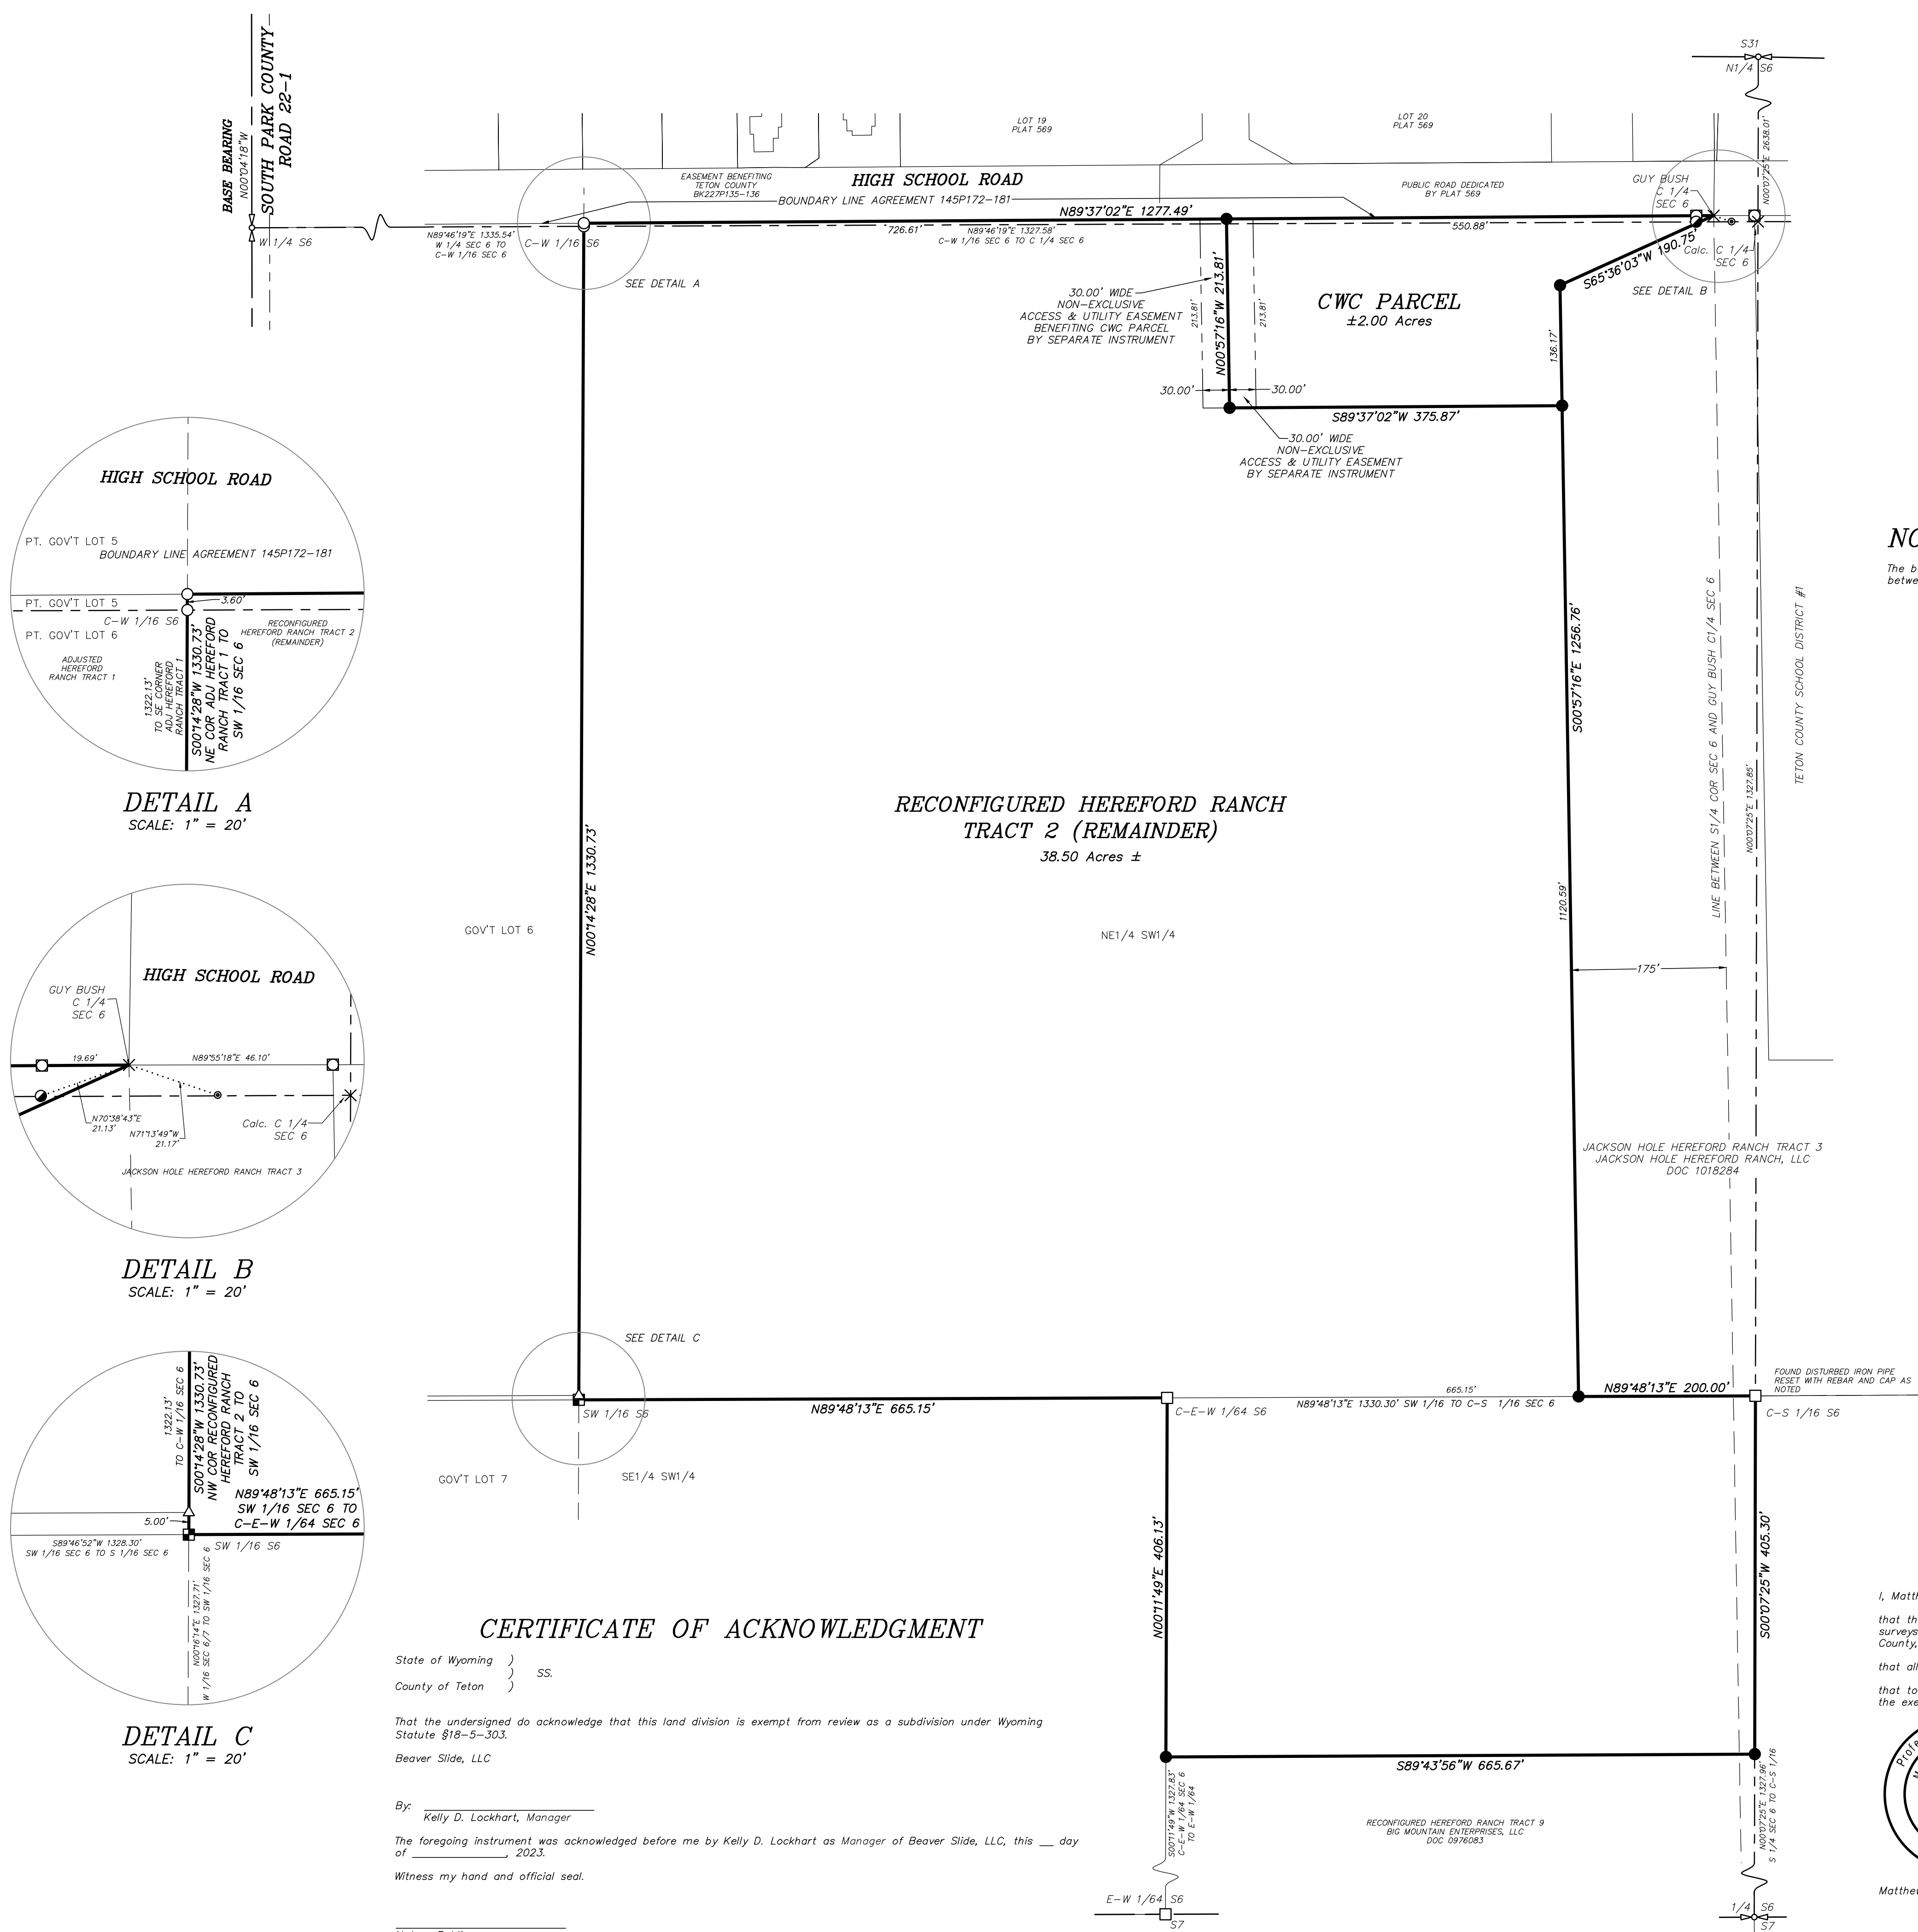 BASE BEARING
N00°04'18"W
SOUTH PARK COUNTY
ROAD 22-1
W 1/4 S6
N89°46'19"E 1335.54'
W 1/4 SEC 6 TO
C-W 1/16 SEC 6
C-W 1/16 S6
SEE DETAIL A
EASEMENT BENEFITING
TETON COUNTY
BK227P135-136
HIGH SCHOOL ROAD
BOUNDARY LINE AGREEMENT 145P172-181
N89°37'02"E 1277.49'
726.61'
N89°46'19"E 1327.58'
C-W 1/16 SEC 6 TO C 1/4 SEC 6
550.88'
LOT 19
PLAT 569
LOT 20
PLAT 569
PUBLIC ROAD DEDICATED
BY PLAT 569
S31
N1/4 S6
N00°07'25"E 2638.01'
GUY BUSH
C 1/4
SEC 6
Calc. C 1/4
SEC 6
S65°36'03"W 190.75'
SEE DETAIL B
30.00' WIDE
NON-EXCLUSIVE
ACCESS & UTILITY EASEMENT
BENEFITING CWC PARCEL
BY SEPARATE INSTRUMENT
213.81'
N00°57'16"W 213.81'
213.81'
CWC PARCEL
±2.00 Acres
136.17'
30.00'
30.00'
S89°37'02"W 375.87'
30.00' WIDE
NON-EXCLUSIVE
ACCESS & UTILITY EASEMENT
BY SEPARATE INSTRUMENT
NO
The b
betwe
HIGH SCHOOL ROAD
PT. GOV'T LOT 5
BOUNDARY LINE AGREEMENT 145P172-181
PT. GOV'T LOT 5
3.60'
C-W 1/16 S6
PT. GOV'T LOT 6
RECONFIGURED
HEREFORD RANCH TRACT 2
(REMAINDER)
ADJUSTED
HEREFORD
RANCH TRACT 1
1322.13'
TO SE CORNER
ADJ HEREFORD
RANCH TRACT 1
S00°14'28"W 1330.73'
NE COR ADJ HEREFORD
RANCH TRACT 1 TO
SW 1/16 SEC 6
DETAIL A
SCALE: 1" = 20'
S00°57'16"E 1256.76'
LINE BETWEEN S1/4 COR SEC 6 AND GUY BUSH C1/4 SEC 6
N00°07'25"E 1327.85'
TETON COUNTY SCHOOL DISTRICT #1
RECONFIGURED HEREFORD RANCH
TRACT 2 (REMAINDER)
38.50 Acres ±
N00°14'28"E 1330.73'
GOV'T LOT 6
NE1/4 SW1/4
1120.59'
175'
HIGH SCHOOL ROAD
GUY BUSH
C 1/4
SEC 6
19.69'
N89°55'18"E 46.10'
N70°38'43"E
21.13'
N71°13'49"W
21.17'
Calc. C 1/4
SEC 6
JACKSON HOLE HEREFORD RANCH TRACT 3
DETAIL B
SCALE: 1" = 20'
JACKSON HOLE HEREFORD RANCH TRACT 3
JACKSON HOLE HEREFORD RANCH, LLC
DOC 1018284
SEE DETAIL C
SW 1/16 S6
N89°48'13"E 665.15'
C-E-W 1/64 S6
665.15'
N89°48'13"E 1330.30' SW 1/16 TO C-S 1/16 SEC 6
N89°48'13"E 200.00'
FOUND DISTURBED IRON PIPE
RESET WITH REBAR AND CAP AS
NOTED
C-S 1/16 S6
GOV'T LOT 7
SE1/4 SW1/4
1322.13'
TO C-W 1/16 SEC 6
S00°14'28"W 1330.73'
NW COR RECONFIGURED
HEREFORD RANCH
TRACT 2 TO
SW 1/16 SEC 6
N89°48'13"E 665.15'
SW 1/16 SEC 6 TO
C-E-W 1/64 SEC 6
5.00'
S89°46'52"W 1328.30'
SW 1/16 SEC 6 TO S 1/16 SEC 6
SW 1/16 S6
N00°16'14"E 1327.71'
W 1/16 SEC 6/7 TO SW 1/16 SEC 6
DETAIL C
SCALE: 1" = 20'
N00°11'49"E 406.13'
S00°07'25"W 405.30'
S89°43'56"W 665.67'
S00°11'49"W 1327.83'
C-E-W 1/64 SEC 6
TO E-W 1/64
N00°07'25"E 1327.96'
S 1/4 SEC 6 TO C-S 1/16
RECONFIGURED HEREFORD RANCH TRACT 9
BIG MOUNTAIN ENTERPRISES, LLC
DOC 0976083
E-W 1/64 S6
S7
1/4 S6
S7
CERTIFICATE OF ACKNOWLEDGMENT
State of Wyoming )
) SS.
County of Teton )
That the undersigned do acknowledge that this land division is exempt from review as a subdivision under Wyoming
Statute §18-5-303.
Beaver Slide, LLC
By:
Kelly D. Lockhart, Manager
The foregoing instrument was acknowledged before me by Kelly D. Lockhart as Manager of Beaver Slide, LLC, this __ day
of ____________, 2023.
Witness my hand and official seal.
I, Matth
that th
surveys
County,
that all
that to
the exe
Profe
Matthew